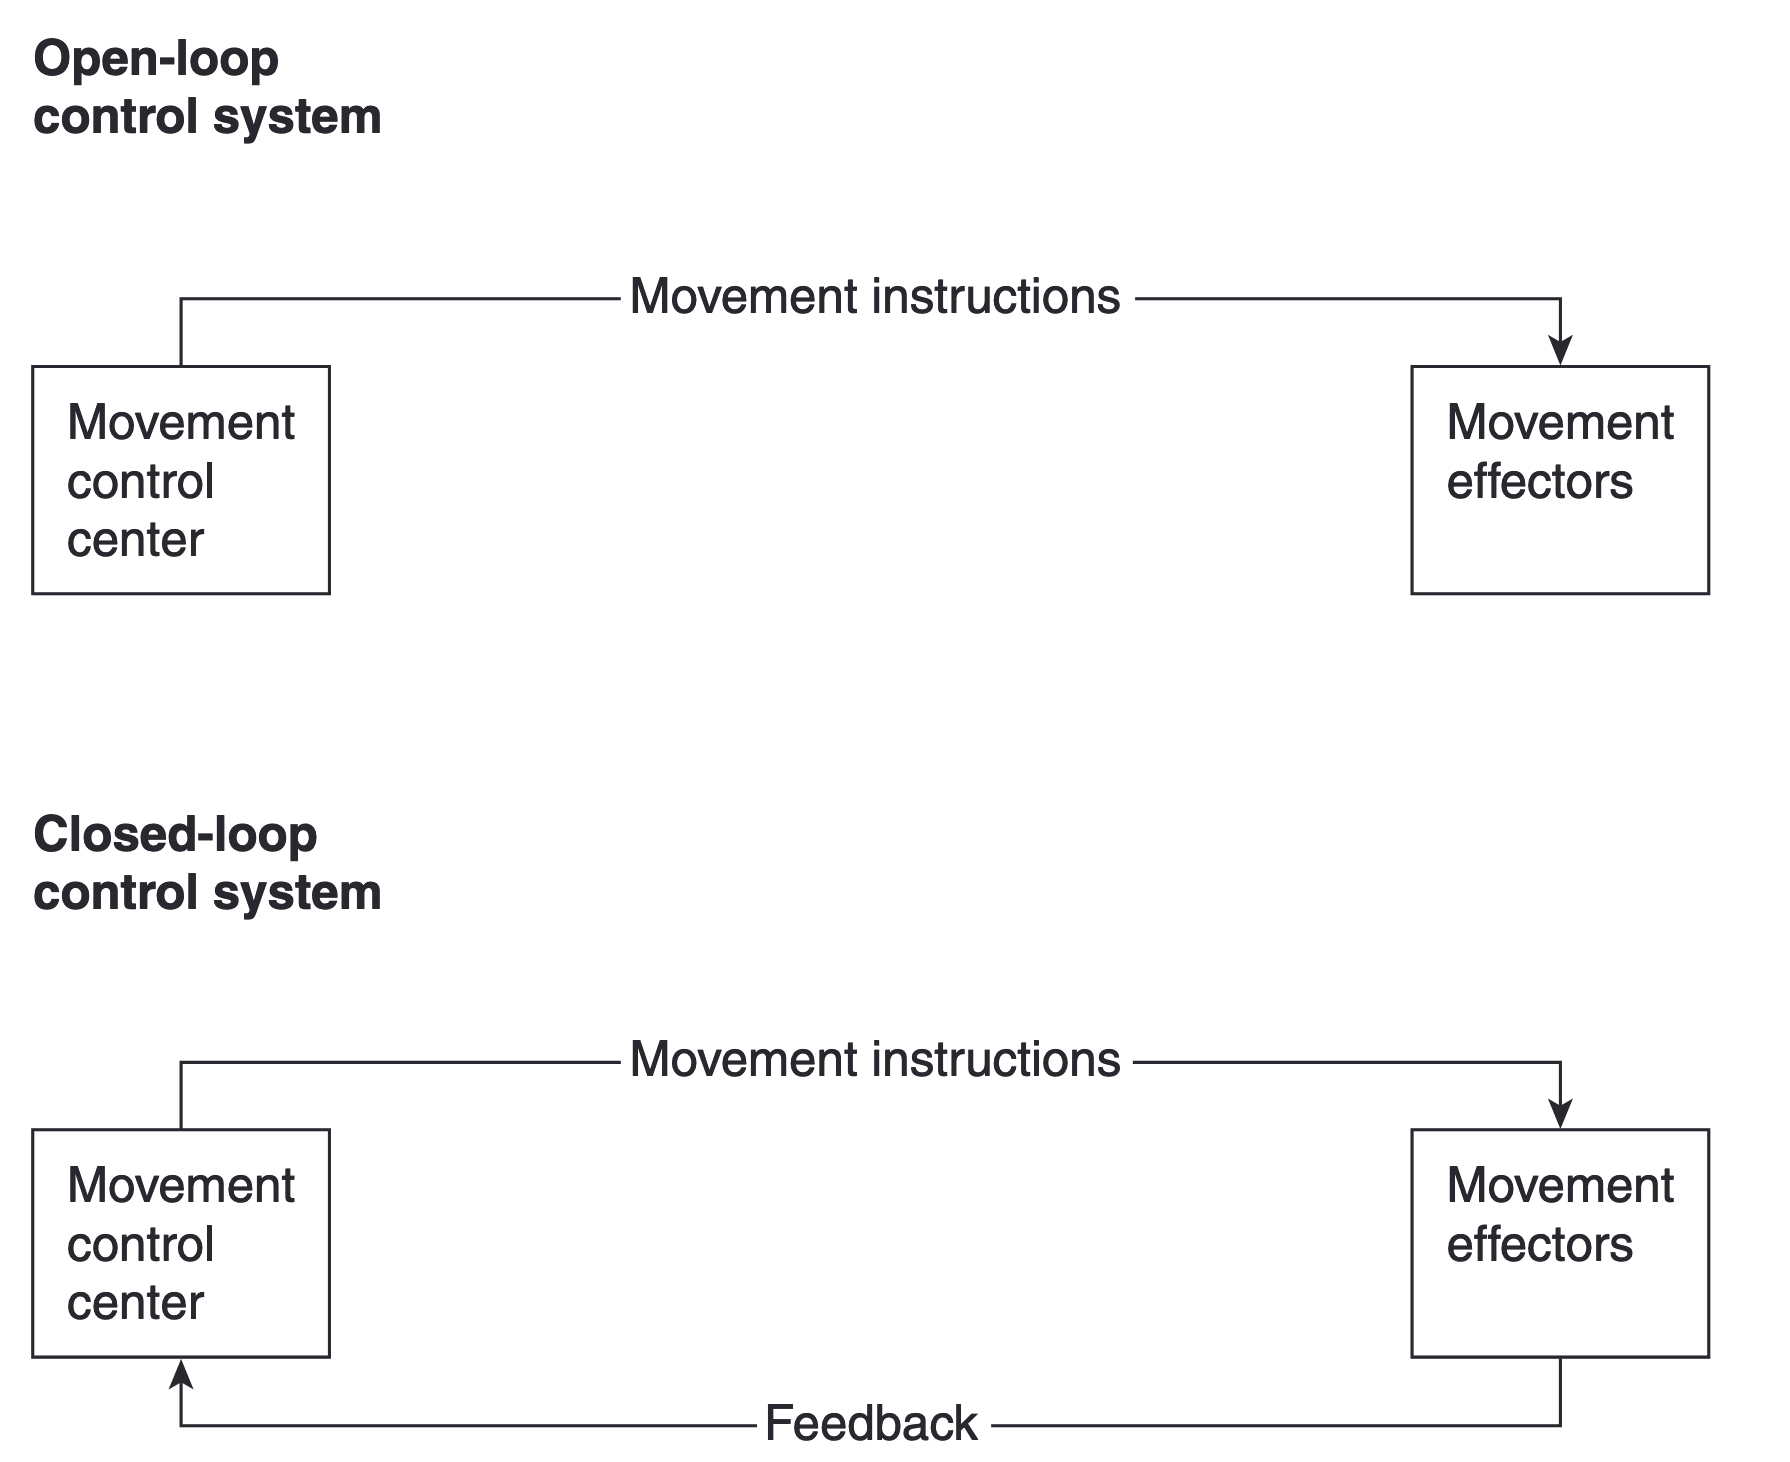 Open-loop
control system
Movement instructions
Movement
control
center
Movement
effectors
Closed-loop
control system
Movement instructions
Movement
control
center
Movement
effectors
Feedback